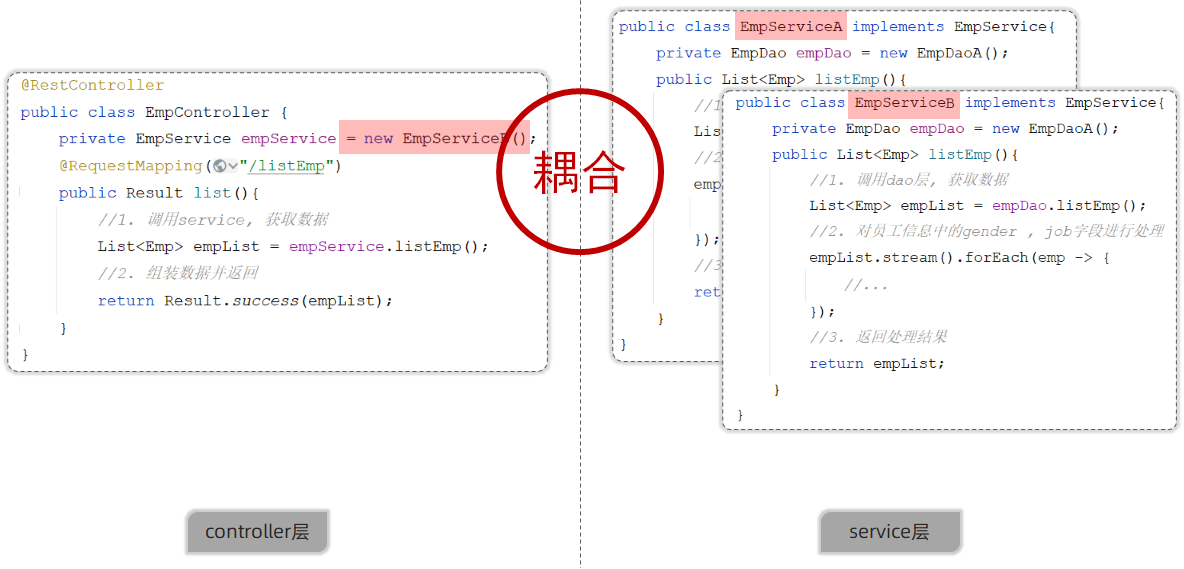 @RestController
public class EmpController {
private EmpService empService = new EmpServiceB();
@RequestMapping("/listEmp")
public Result list(){
//1. 调用service, 获取数据
List<Emp> empList = empService.listEmp();
//2. 组装数据并返回
return Result.success(empList);
}
}
耦合
public class EmpServiceA implements EmpService{
private EmpDao empDao = new EmpDaoA();
public List<Emp> listEmp(){
//1
List
//2
emp
});
//3
ret
}
}
public class EmpServiceB implements EmpService{
private EmpDao empDao = new EmpDaoA();
public List<Emp> listEmp(){
//1. 调用dao层, 获取数据
List<Emp> empList = empDao.listEmp();
//2. 对员工信息中的gender , job字段进行处理
empList.stream().forEach(emp -> {
//...
});
//3. 返回处理结果
return empList;
}
}
controller层
service层